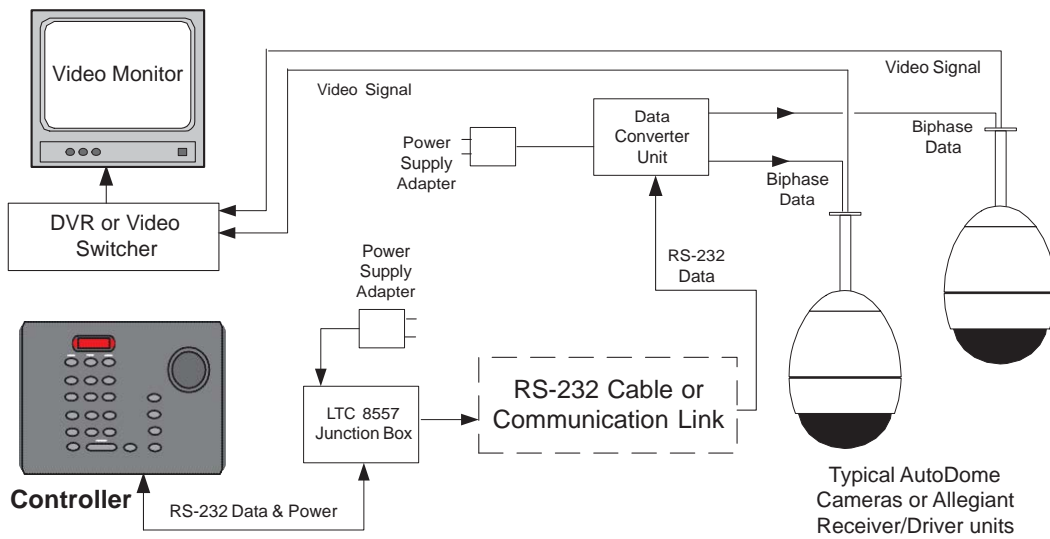 Video Monitor
Video Signal
Video Signal
DVR or Video
Switcher
Power
Supply
Adapter
Data
Converter
Unit
Biphase
Data
Biphase
Data
RS-232
Data
Power
Supply
Adapter
LTC 8557
Junction Box
RS-232 Cable or
Communication Link
Controller
RS-232 Data & Power
Typical AutoDome
Cameras or Allegiant
Receiver/Driver units